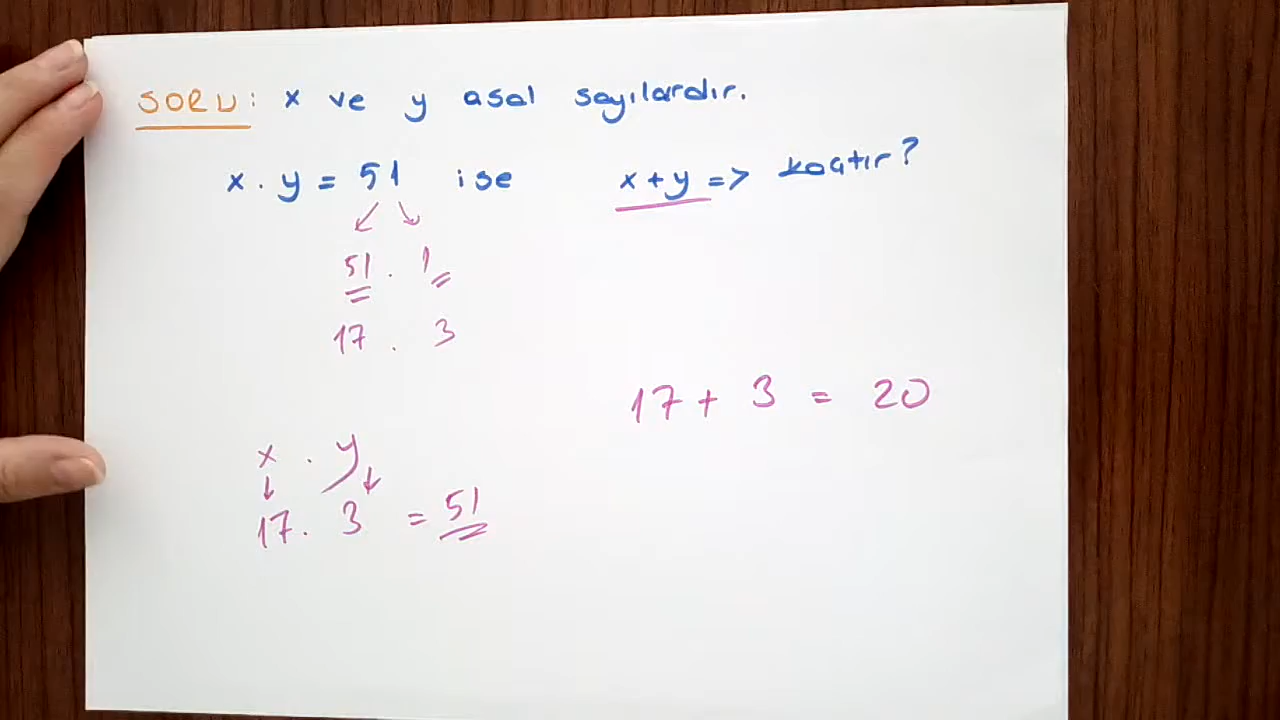 SORU: x ve y asal sayılardır.
x . y = 51 ise x + y => kaçtır?
51 . 1
17 . 3
17 + 3 = 20
x . y
17 . 3 = 51